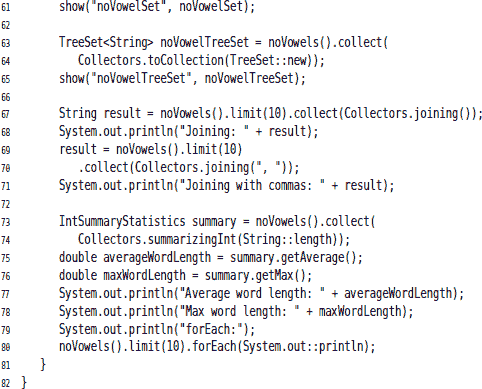 61 show("noVowelSet", noVowelSet);
62
63 TreeSet<String> noVowelTreeSet = noVowels().collect(
64 Collectors.toCollection(TreeSet::new));
65 show("noVowelTreeSet", noVowelTreeSet);
66
67 String result = noVowels().limit(10).collect(Collectors.joining());
68 System.out.println("Joining: " + result);
69 result = noVowels().limit(10)
70 .collect(Collectors.joining(", "));
71 System.out.println("Joining with commas: " + result);
72
73 IntSummaryStatistics summary = noVowels().collect(
74 Collectors.summarizingInt(String::length));
75 double averageWordLength = summary.getAverage();
76 double maxWordLength = summary.getMax();
77 System.out.println("Average word length: " + averageWordLength);
78 System.out.println("Max word length: " + maxWordLength);
79 System.out.println("forEach:");
80 noVowels().limit(10).forEach(System.out::println);
81 }
82 }